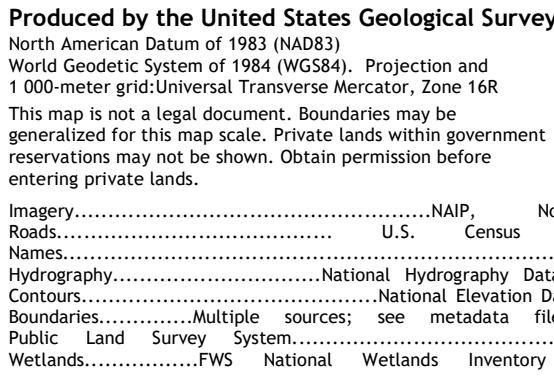 Produced by the United States Geological Survey
North American Datum of 1983 (NAD83)
World Geodetic System of 1984 (WGS84). Projection and
1 000-meter grid:Universal Transverse Mercator, Zone 16R
This map is not a legal document. Boundaries may be
generalized for this map scale. Private lands within government
reservations may not be shown. Obtain permission before
entering private lands.
Imagery....................................................NAIP,
Roads.................................... U.S. Census
Names.............................................................
Hydrography...............................National Hydrography
Contours............................................National Elevation
Boundaries..............Multiple sources; see metadata
Public Land Survey System.....................................
Wetlands.................FWS National Wetlands Inventory